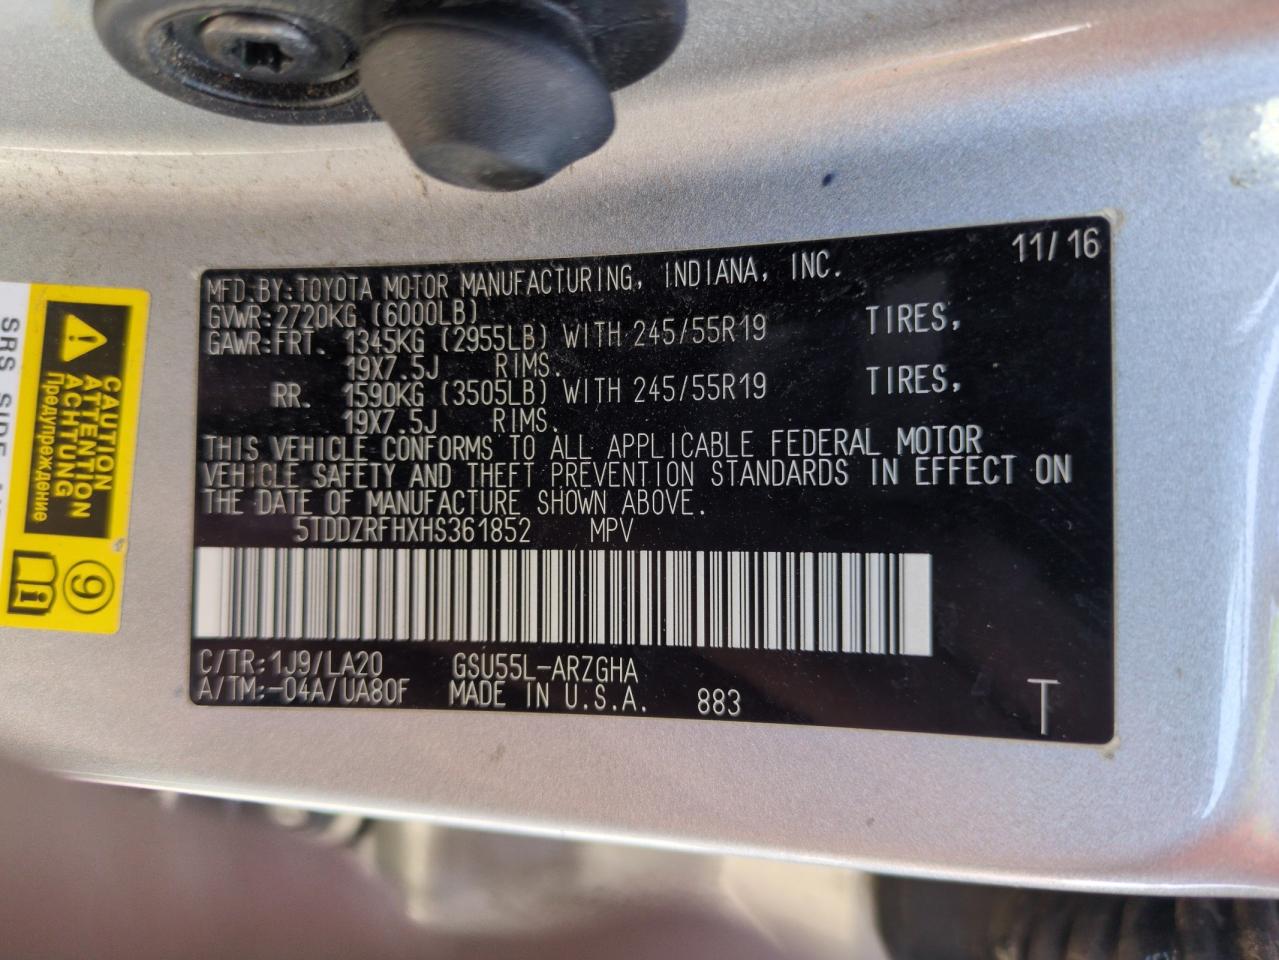 11/16
MFD.BY:TOYOTA MOTOR MANUFACTURING, INDIANA, INC.
GVWR:2720KG (6000LB)
GAWR:FRT. 1345KG (2955LB) WITH 245/55R19 TIRES,
19X7.5J RIMS.
RR. 1590KG (3505LB) WITH 245/55R19 TIRES,
19X7.5J RIMS.
THIS VEHICLE CONFORMS TO ALL APPLICABLE FEDERAL MOTOR
VEHICLE SAFETY AND THEFT PREVENTION STANDARDS IN EFFECT ON
THE DATE OF MANUFACTURE SHOWN ABOVE.
5TDDZRFHXHS361852 MPV
C/TR:1J9/LA20 GSU55L-ARZGHA
A/TM:-04A/UA80F MADE IN U.S.A. 883
T
CAUTION
ATTENTION
ACHTUNG
Предупреждение
9
SRS SIDE